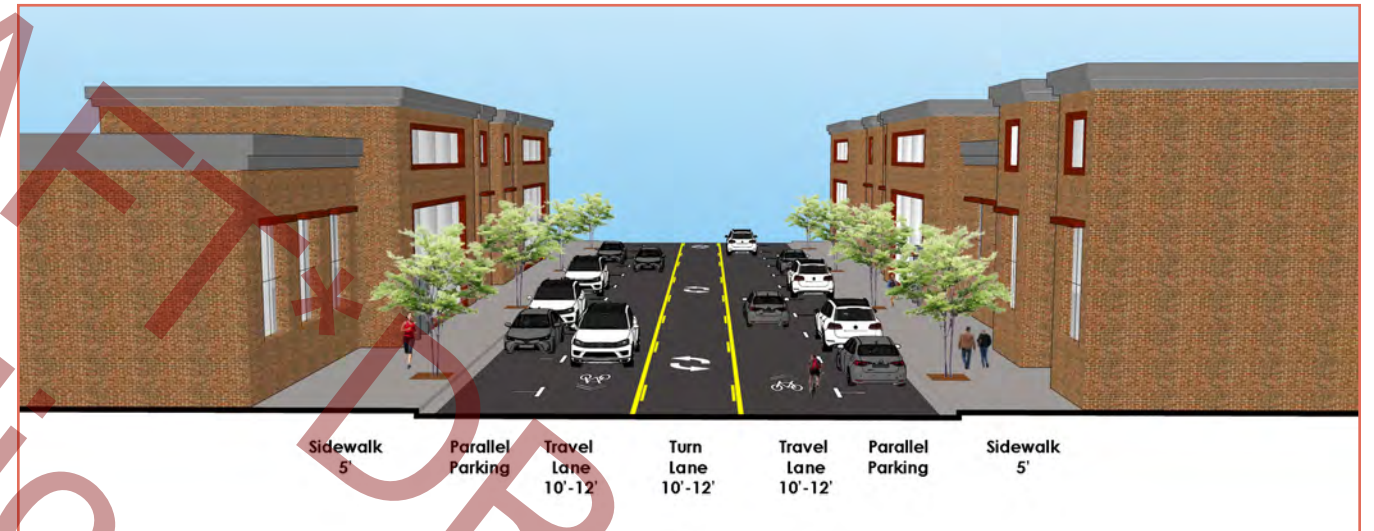 Sidewalk
5'
Parallel
Parking
Travel
Lane
10'-12'
Turn
Lane
10'-12'
Travel
Lane
10'-12'
Parallel
Parking
Sidewalk
5'